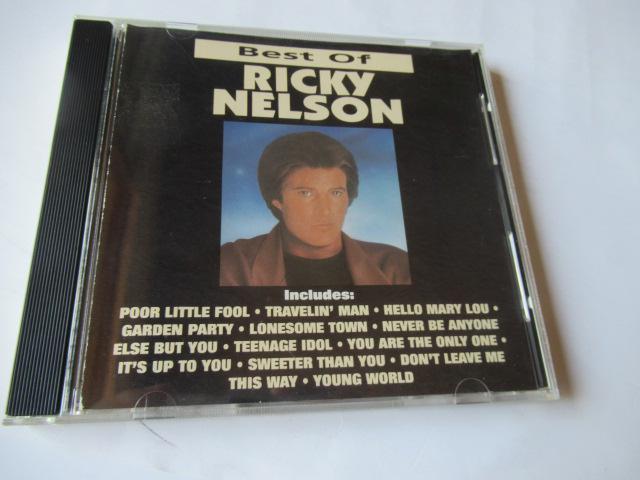 Best Of
RICKY
NELSON
Includes:
POOR LITTLE FOOL • TRAVELIN' MAN • HELLO MARY LOU •
GARDEN PARTY • LONESOME TOWN • NEVER BE ANYONE
ELSE BUT YOU • TEENAGE IDOL • YOU ARE THE ONLY ONE •
IT'S UP TO YOU • SWEETER THAN YOU • DON'T LEAVE ME
THIS WAY • YOUNG WORLD